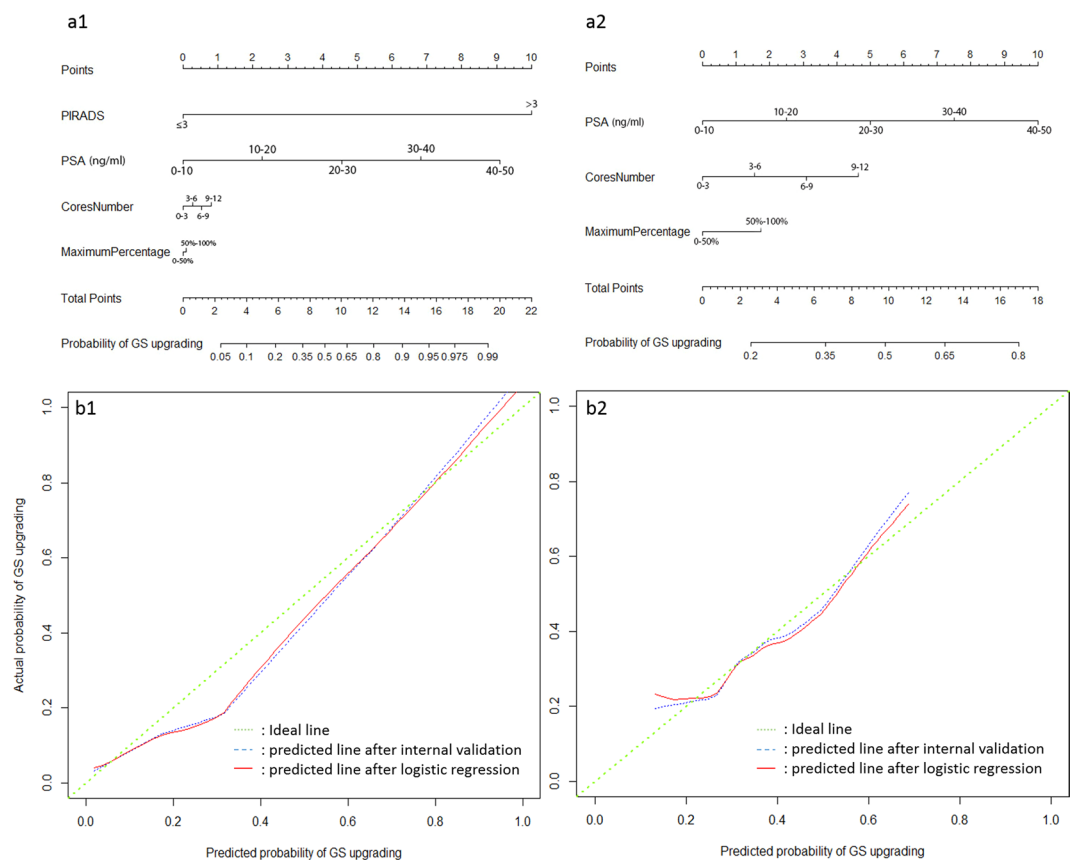 a1
0 1 2 3 4 5 6 7 8 9 10
Points
PIRADS
≤3
>3
PSA (ng/ml)
0-10
10-20
20-30
30-40
40-50
CoresNumber
3-6 9-12
0-3 6-9
MaximumPercentage
50%-100%
0-50%
Total Points
0 2 4 6 8 10 12 14 16 18 20 22
Probability of GS upgrading
0.05 0.1 0.2 0.35 0.5 0.65 0.8 0.9 0.95 0.975 0.99
a2
0 1 2 3 4 5 6 7 8 9 10
Points
PSA (ng/ml)
10-20 30-40
0-10 20-30 40-50
CoresNumber
3-6 9-12
0-3 6-9
MaximumPercentage
50%-100%
0-50%
Total Points
0 2 4 6 8 10 12 14 16 18
Probability of GS upgrading
0.2 0.35 0.5 0.65 0.8
b1
Actual probability of GS upgrading
1.0
0.8
0.6
0.4
0.2
0.0
: Ideal line
: predicted line after internal validation
: predicted line after logistic regression
0.0 0.2 0.4 0.6 0.8 1.0
Predicted probability of GS upgrading
b2
1.0
0.8
0.6
0.4
0.2
0.0
: Ideal line
: predicted line after internal validation
: predicted line after logistic regression
0.0 0.2 0.4 0.6 0.8 1.0
Predicted probability of GS upgrading